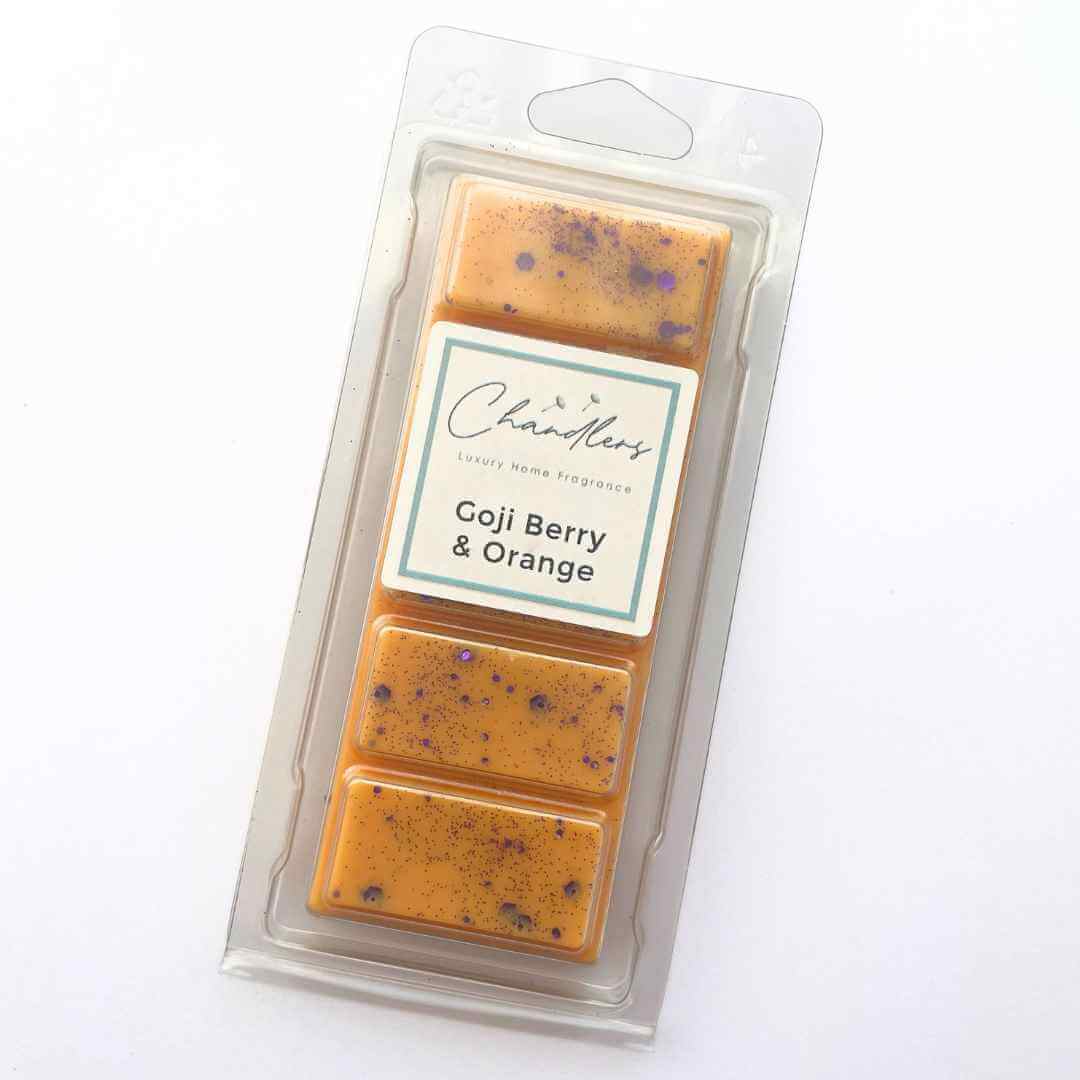 Chandlers
Luxury Home Fragrance
Goji Berry
& Orange